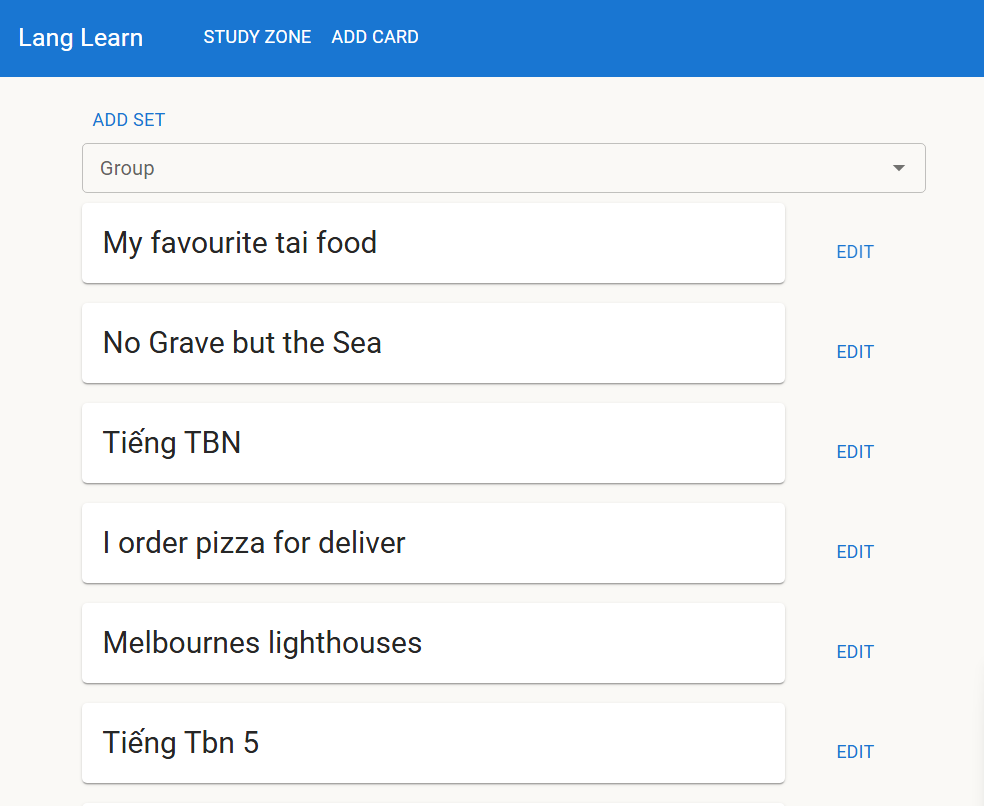 Lang Learn STUDY ZONE ADD CARD
ADD SET
Group
My favourite tai food
EDIT
No Grave but the Sea
EDIT
Tiếng TBN
EDIT
I order pizza for deliver
EDIT
Melbournes lighthouses
EDIT
Tiếng Tbn 5
EDIT